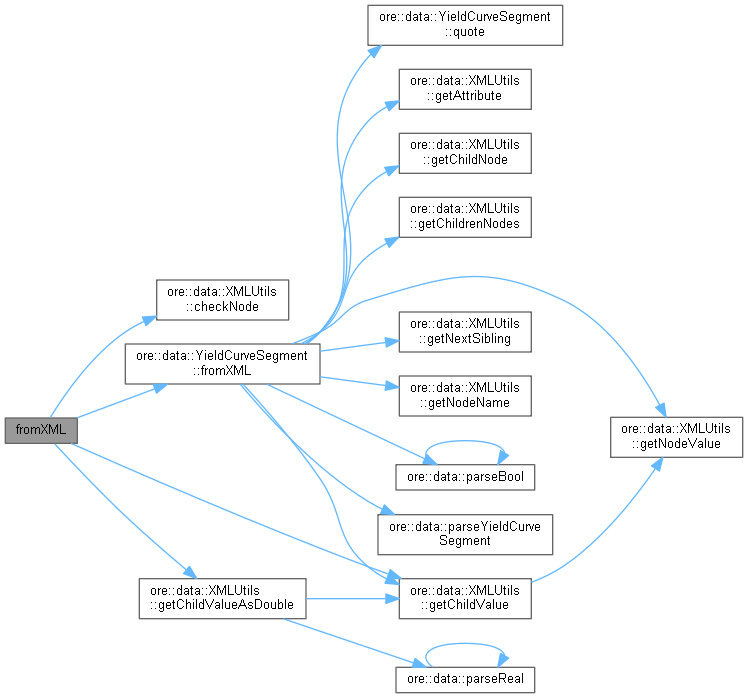 ore::data::YieldCurveSegment
::quote
ore::data::XMLUtils
::getAttribute
ore::data::XMLUtils
::getChildNode
ore::data::XMLUtils
::getChildrenNodes
ore::data::XMLUtils
::checkNode
ore::data::YieldCurveSegment
::fromXML
ore::data::XMLUtils
::getNextSibling
ore::data::XMLUtils
::getNodeName
fromXML
ore::data::XMLUtils
::getNodeValue
ore::data::parseBool
ore::data::parseYieldCurve
Segment
ore::data::XMLUtils
::getChildValueAsDouble
ore::data::XMLUtils
::getChildValue
ore::data::parseReal